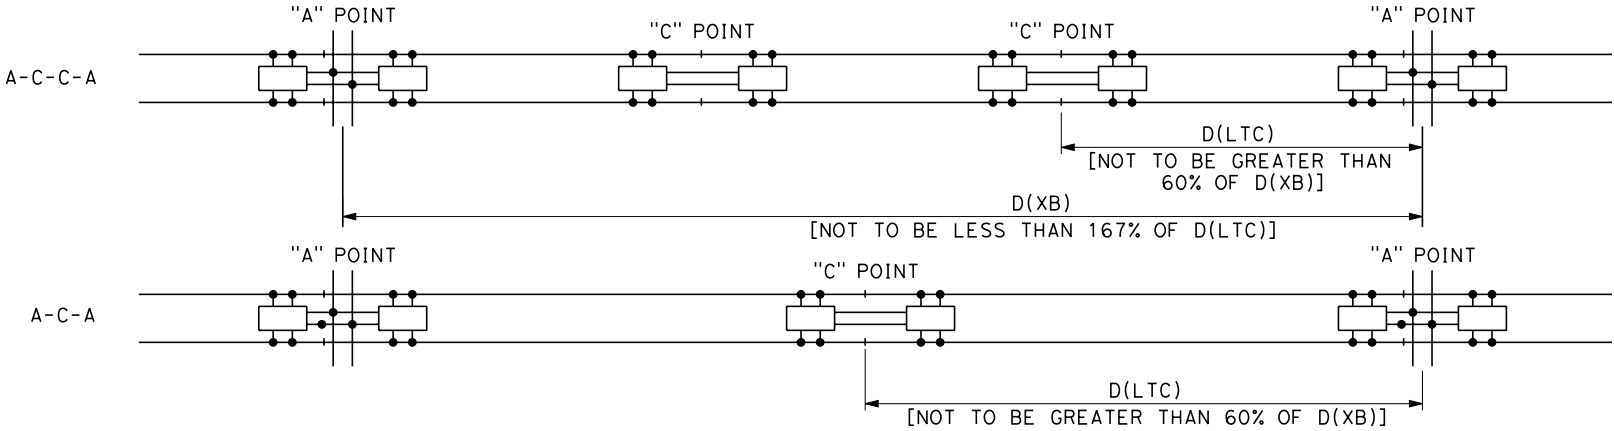 "A" POINT
"C" POINT
"C" POINT
"A" POINT
A-C-C-A
D(LTC)
[NOT TO BE GREATER THAN
60% OF D(XB)]
D(XB)
[NOT TO BE LESS THAN 167% OF D(LTC)]
"A" POINT
"C" POINT
"A" POINT
A-C-A
D(LTC)
[NOT TO BE GREATER THAN 60% OF D(XB)]